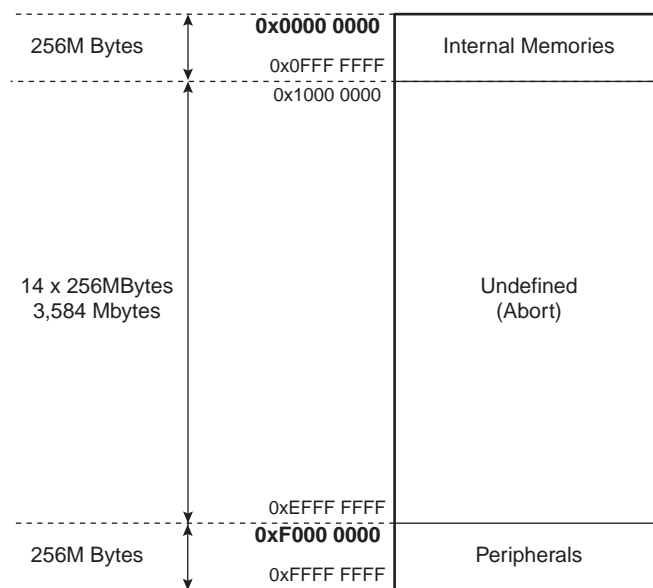 256M Bytes
0x0000 0000
0x0FFF FFFF
Internal Memories
0x1000 0000
14 x 256MBytes
3,584 Mbytes
Undefined
(Abort)
0xEFFF FFFF
256M Bytes
0xF000 0000
0xFFFF FFFF
Peripherals